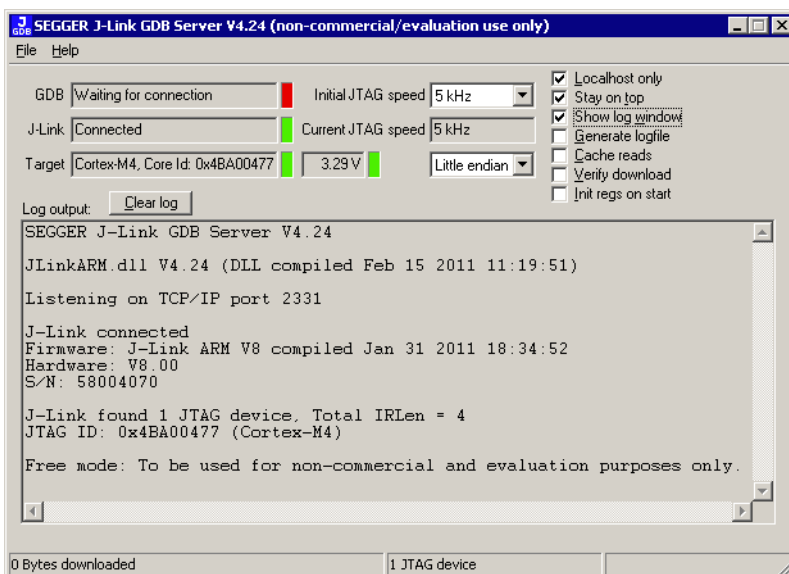 SEGGER J-Link GDB Server V4.24 (non-commercial/evaluation use only)
File Help
GDB Waiting for connection Initial JTAG speed 5 kHz
J-Link Connected Current JTAG speed 5 kHz
Target Cortex-M4, Core Id: 0x4BA00477 3.29 V Little endian
Localhost only
Stay on top
Show log window
Generate logfile
Cache reads
Verify download
Init regs on start
Log output: Clear log
SEGGER J-Link GDB Server V4.24
JLinkARM.dll V4.24 (DLL compiled Feb 15 2011 11:19:51)
Listening on TCP/IP port 2331
J-Link connected
Firmware: J-Link ARM V8 compiled Jan 31 2011 18:34:52
Hardware: V8.00
S/N: 58004070
J-Link found 1 JTAG device, Total IRLen = 4
JTAG ID: 0x4BA00477 (Cortex-M4)
Free mode: To be used for non-commercial and evaluation purposes only.
0 Bytes downloaded 1 JTAG device